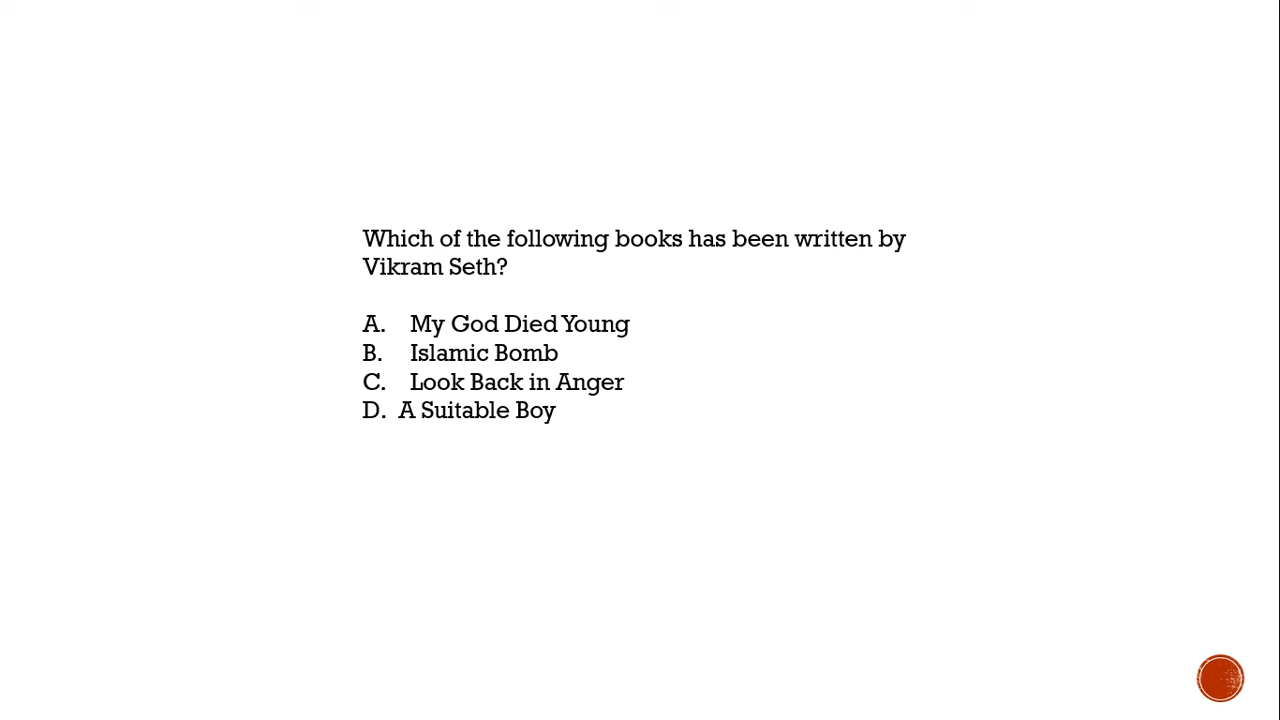 Which of the following books has been written by
Vikram Seth?
A. My God Died Young
B. Islamic Bomb
C. Look Back in Anger
D. A Suitable Boy